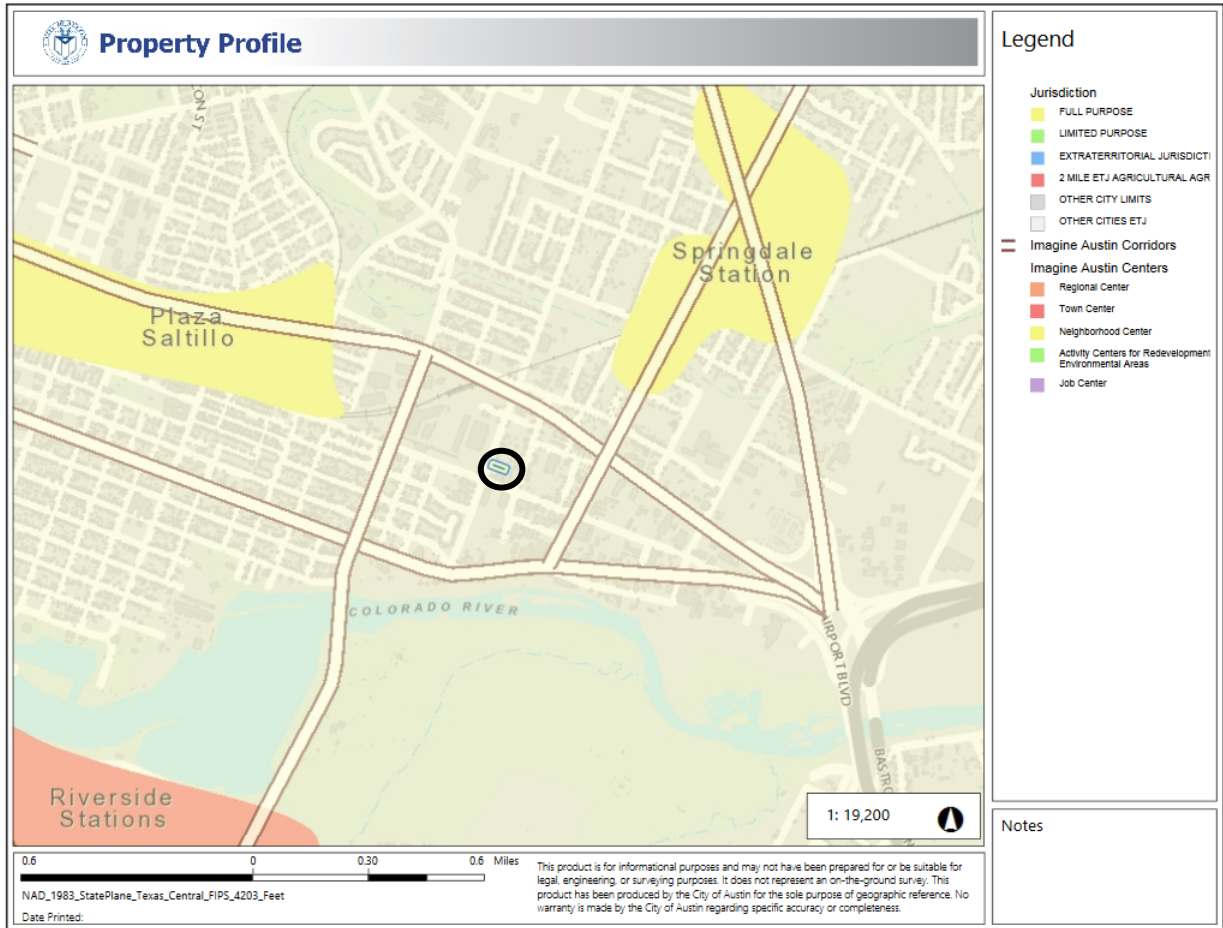 Property Profile
CON ST
Springdale
Station
Plaza
Saltillo
COLORADO RIVER
IRPORT BLVD
BASTRO
Riverside
Stations
1: 19,200
0.6
0
0.30
0.6 Miles
NAD_1983_StatePlane_Texas_Central_FIPS_4203_Feet
Date Printed:
This product is for informational purposes and may not have been prepared for or be suitable for
legal, engineering, or surveying purposes. It does not represent an on-the-ground survey. This
product has been produced by the City of Austin for the sole purpose of geographic reference. No
warranty is made by the City of Austin regarding specific accuracy or completeness.
Legend
Jurisdiction
FULL PURPOSE
LIMITED PURPOSE
EXTRATERRITORIAL JURISDICTI
2 MILE ETJ AGRICULTURAL AGR
OTHER CITY LIMITS
OTHER CITIES ETJ
Imagine Austin Corridors
Imagine Austin Centers
Regional Center
Town Center
Neighborhood Center
Activity Centers for Redevelopment
Environmental Areas
Job Center
Notes